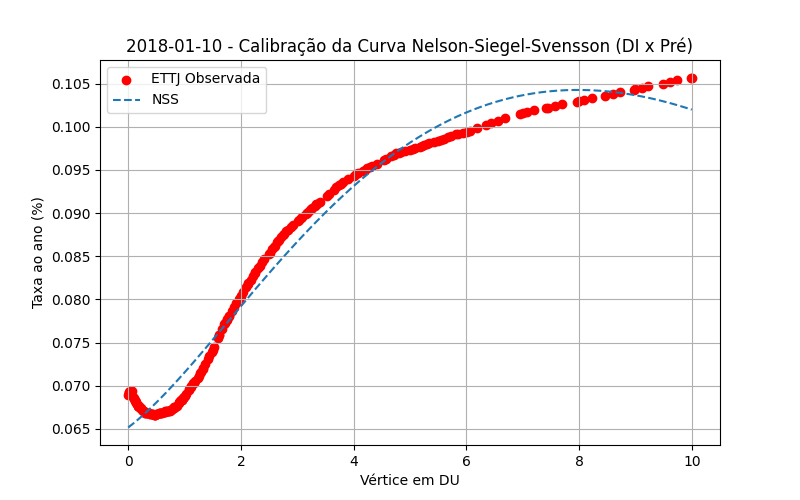 2018-01-10 - Calibração da Curva Nelson-Siegel-Svensson (DI x Pré)
ETTJ Observada
NSS
Taxa ao ano (%)
0.105
0.100
0.095
0.090
0.085
0.080
0.075
0.070
0.065
0 2 4 6 8 10
Vértice em DU